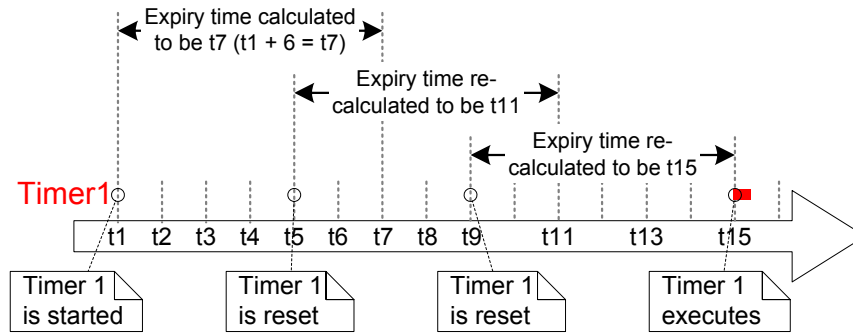 Expiry time calculated
to be t7 (t1 + 6 = t7)
Expiry time re-
calculated to be t11
Expiry time re-
calculated to be t15
Timer1
t1 t2 t3 t4 t5 t6 t7 t8 t9 t11 t13 t15
Timer 1
is started
Timer 1
is reset
Timer 1
is reset
Timer 1
executes